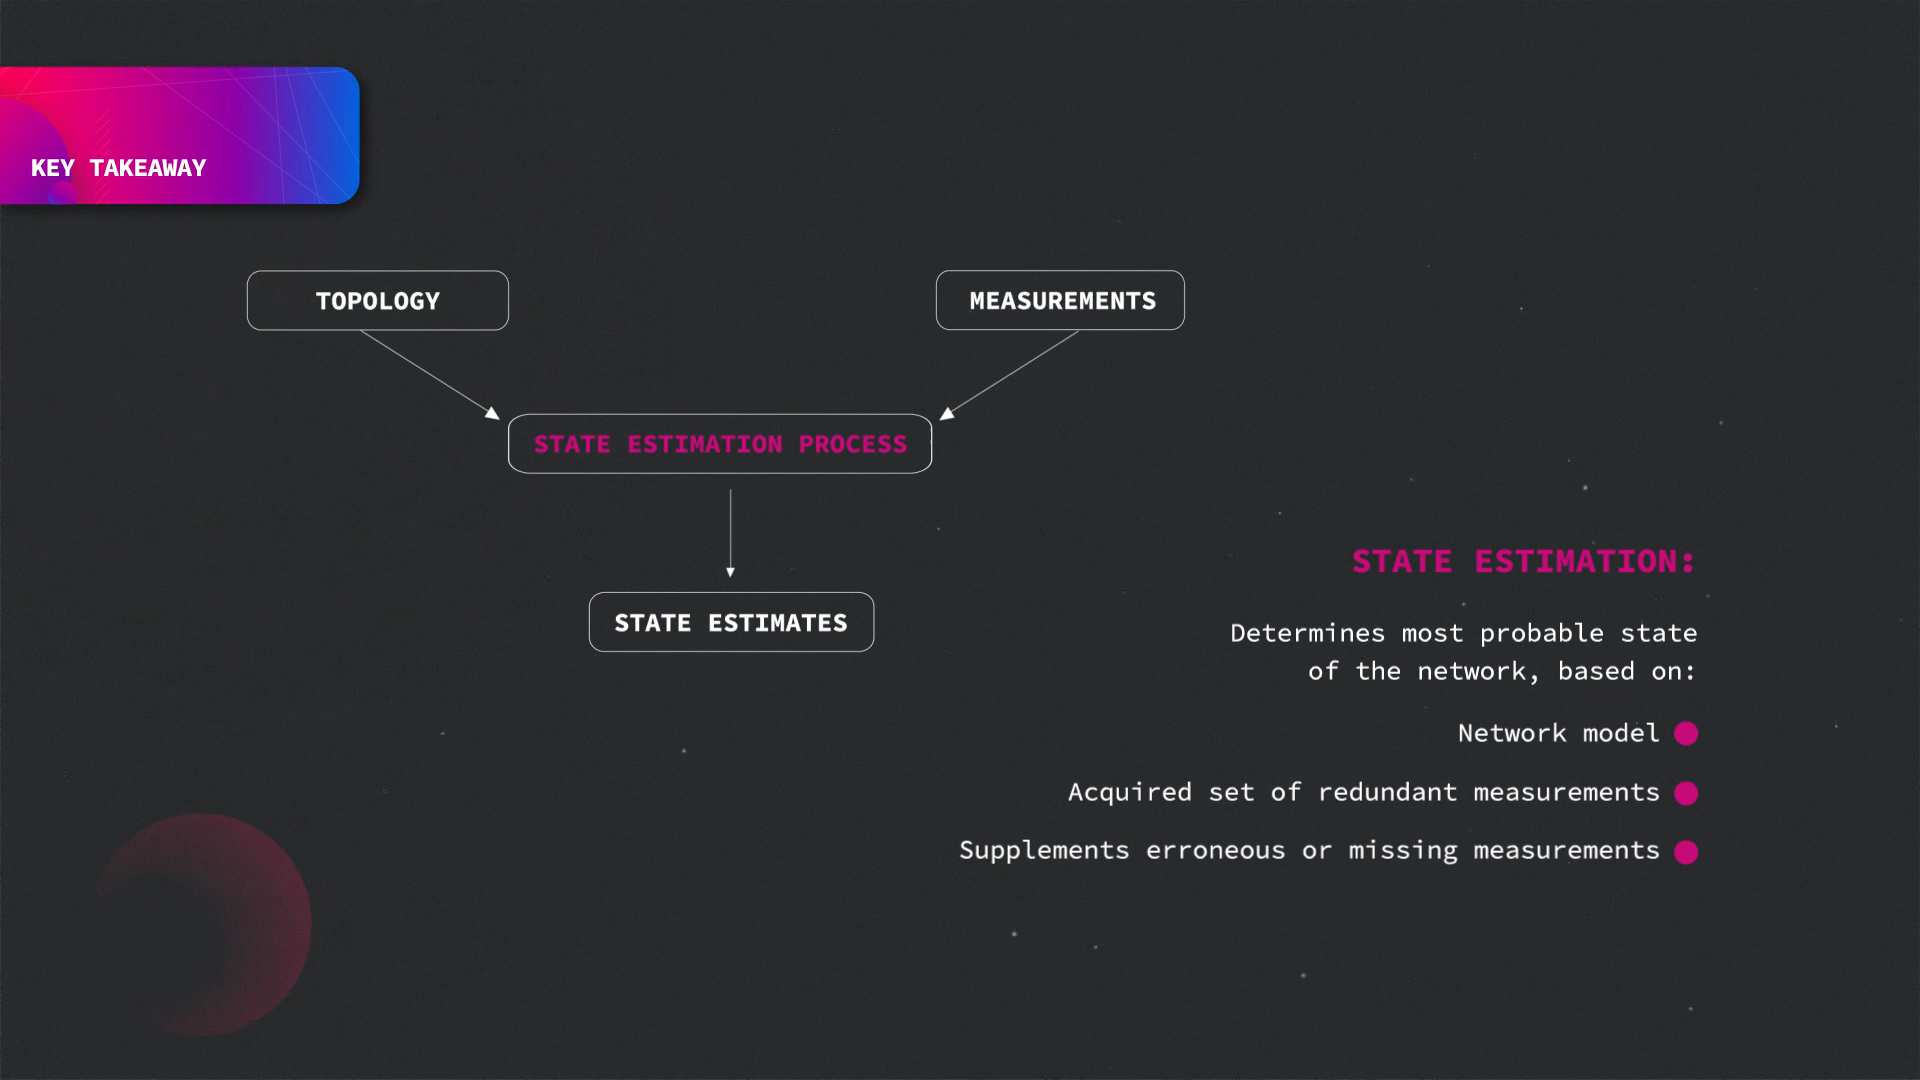 KEY TAKEAWAY
TOPOLOGY
MEASUREMENTS
STATE ESTIMATION PROCESS
STATE ESTIMATES
STATE ESTIMATION:
Determines most probable state
of the network, based on:
Network model
Acquired set of redundant measurements
Supplements erroneous or missing measurements